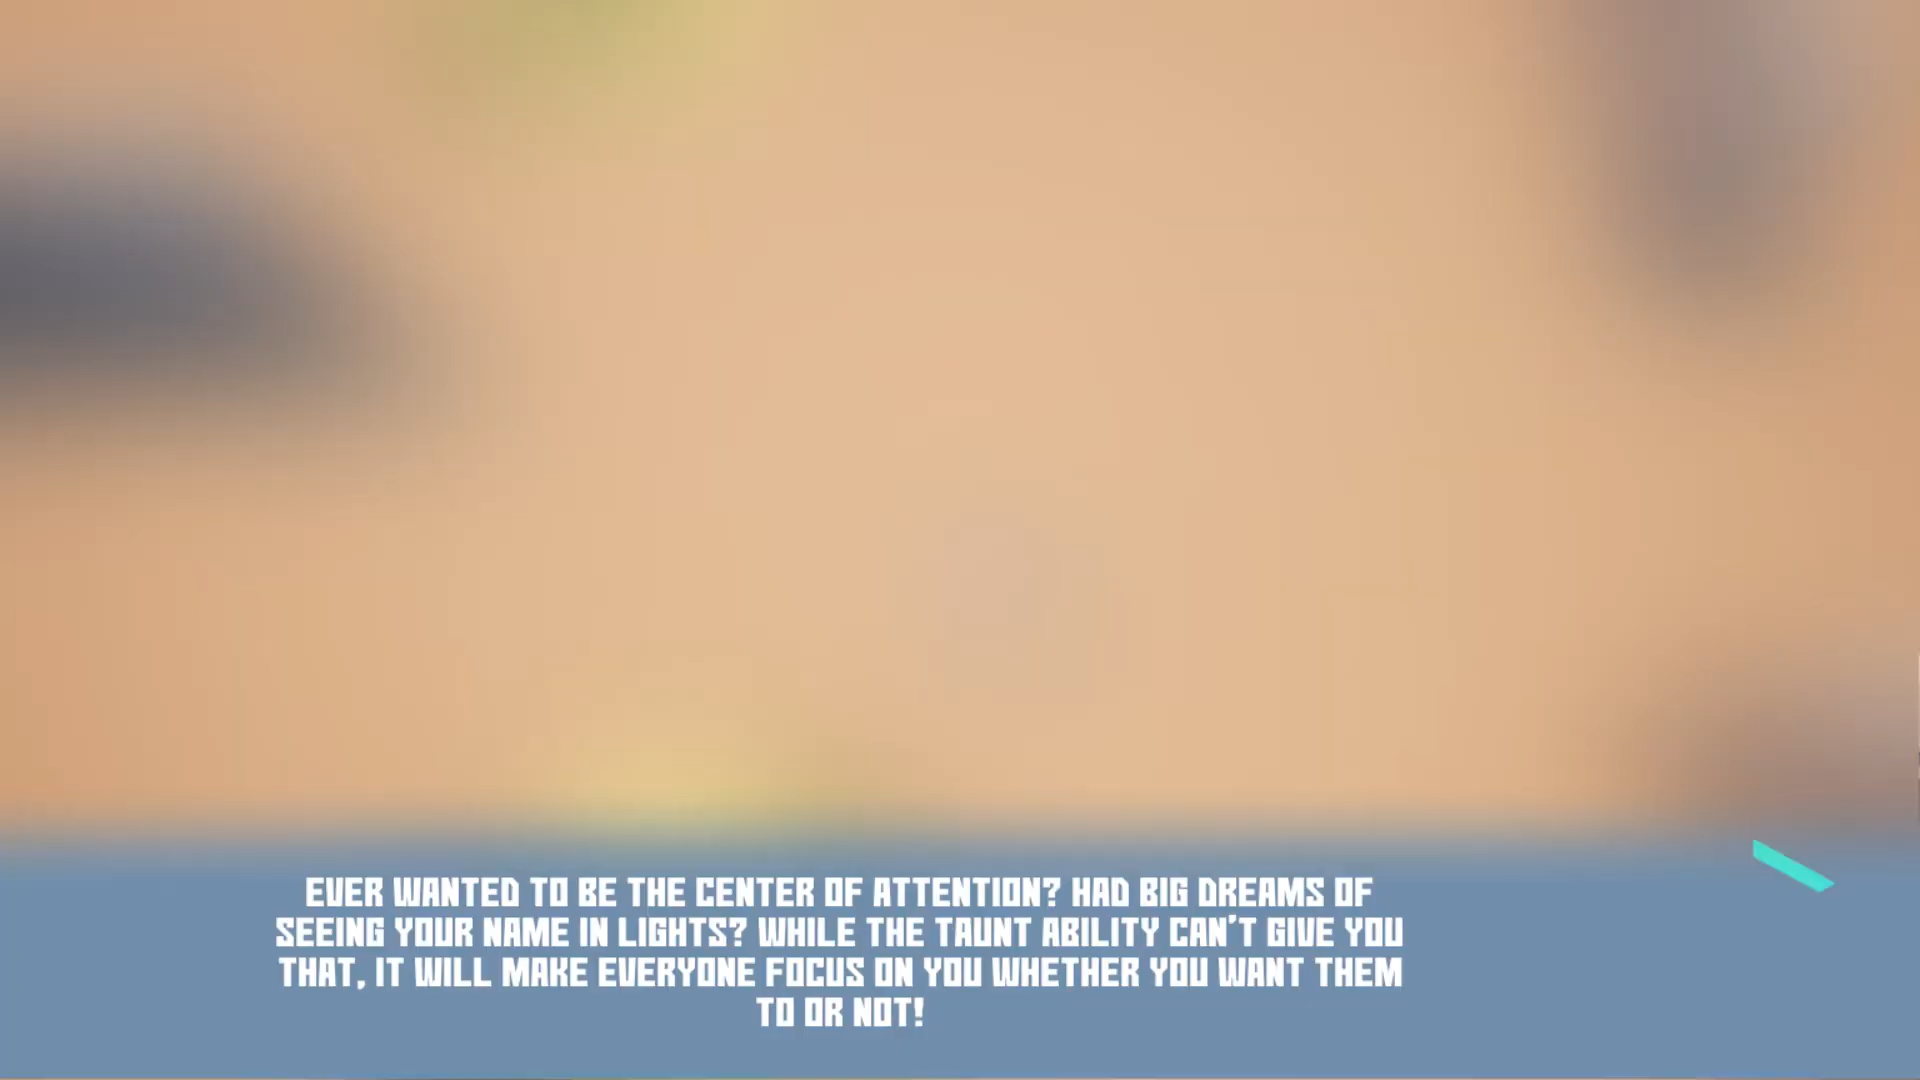 EVER WANTED TO BE THE CENTER OF ATTENTION? HAD BIG DREAMS OF
SEEING YOUR NAME IN LIGHTS? WHILE THE TAUNT ABILITY CAN'T GIVE YOU
THAT, IT WILL MAKE EVERYONE FOCUS ON YOU WHETHER YOU WANT THEM
TO OR NOT!